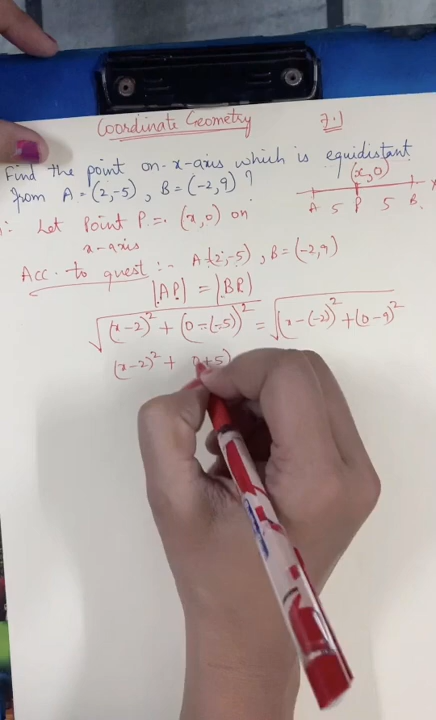 Coordinate Geometry 7.1
Find the point on x-axis which is equidistant
from A = (2,-5), B = (-2,9)?
(x,0)
A 5 P 5 B
: Let Point P = (x,0) on
x-axis
Acc. to quest :- A(2,-5), B = (-2,9)
|AP| = |BP|
√(x-2)² + (0-(-5))² = √(x-(-2))² + (0-9)²
(x-2)² + 0+5)